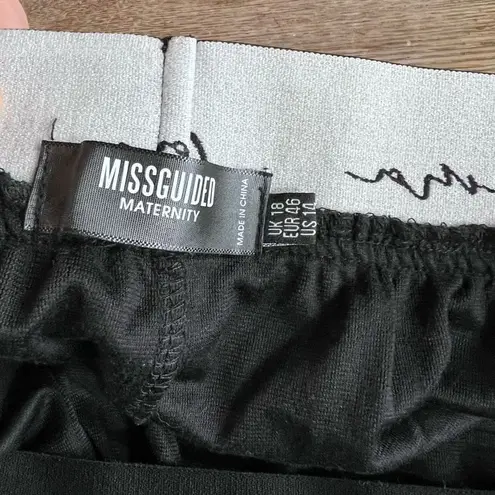 MISSGUIDED
MATERNITY
MADE IN CHINA
UK 18
EUR 46
US 14